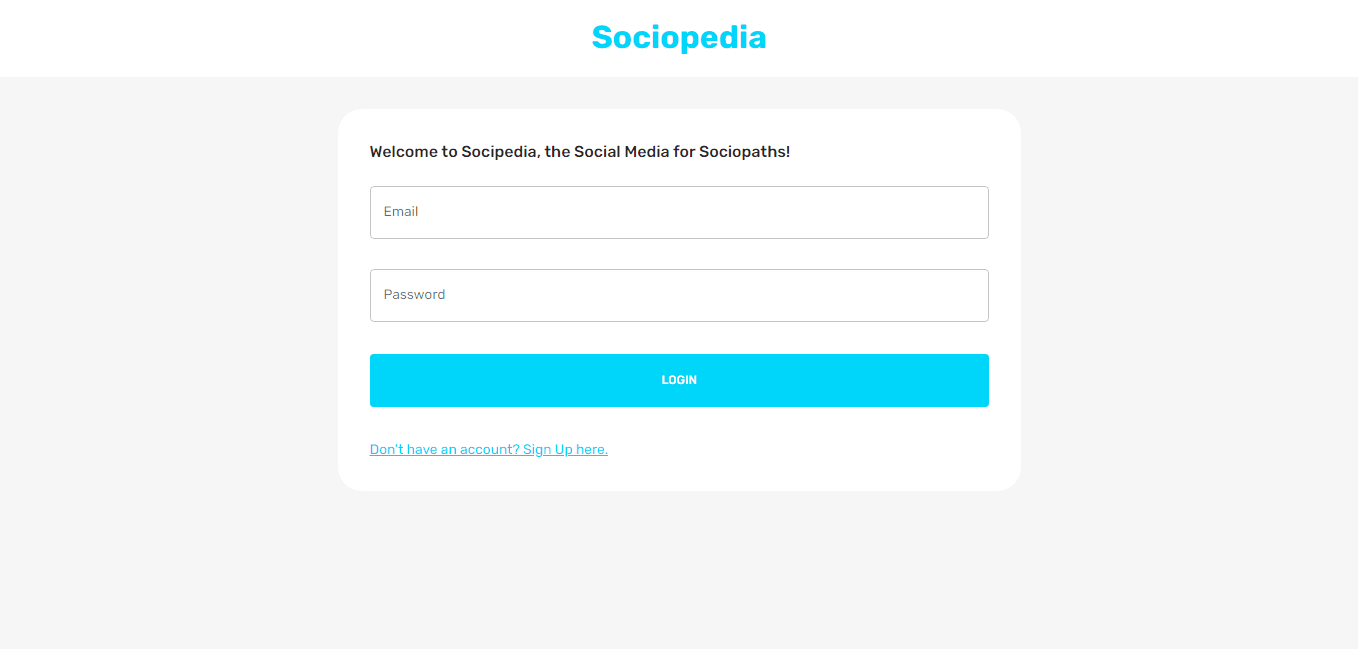 Sociopedia
Welcome to Socipedia, the Social Media for Sociopaths!
Email
Password
LOGIN
Don't have an account? Sign Up here.